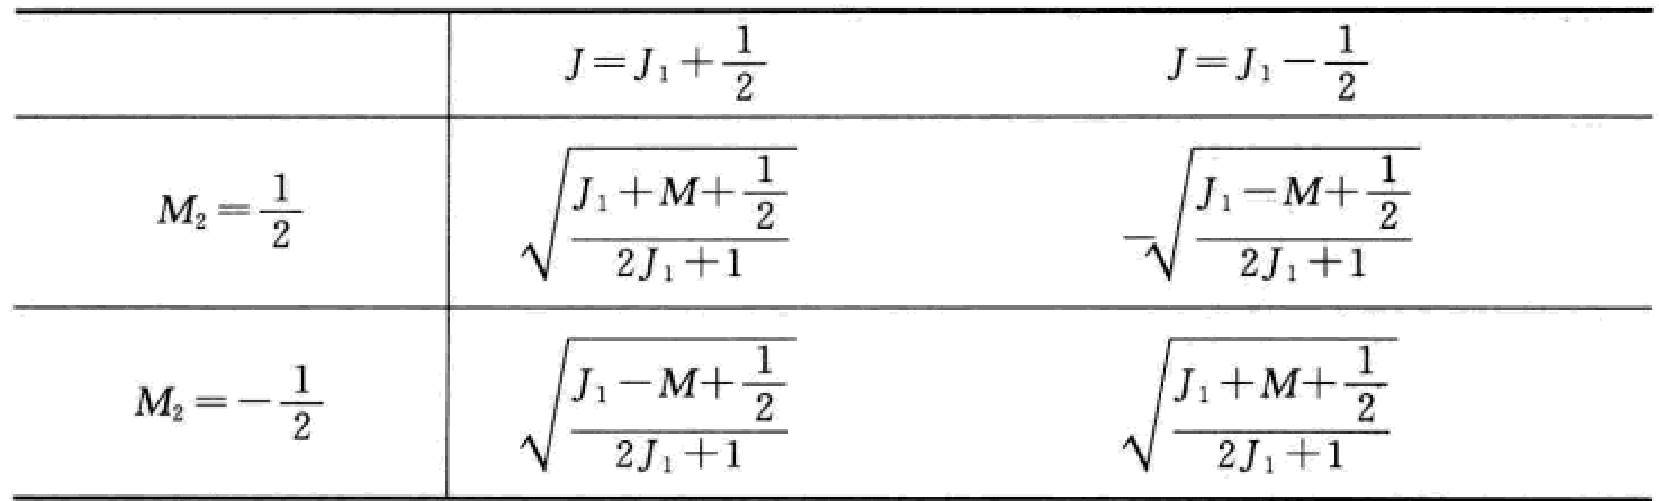 J=J₁+1/2 J=J₁-1/2
M₂=1/2 √((J₁+M+1/2)/(2J₁+1)) -√((J₁-M+1/2)/(2J₁+1))
M₂=-1/2 √((J₁-M+1/2)/(2J₁+1)) √((J₁+M+1/2)/(2J₁+1))